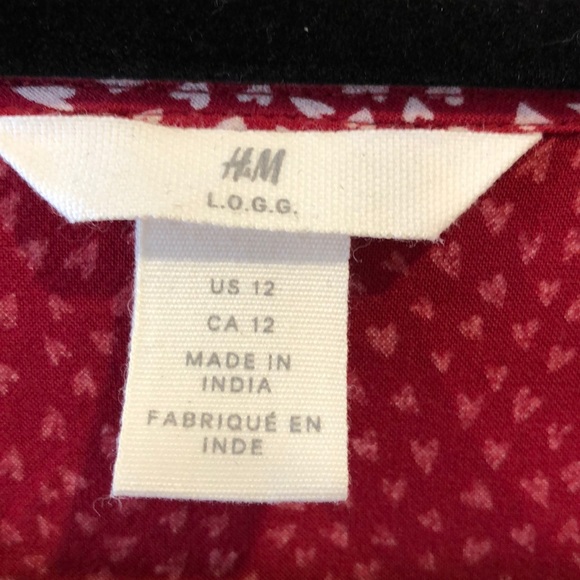 H&M
L.O.G.G.
US 12
CA 12
MADE IN
INDIA
FABRIQUÉ EN
INDE